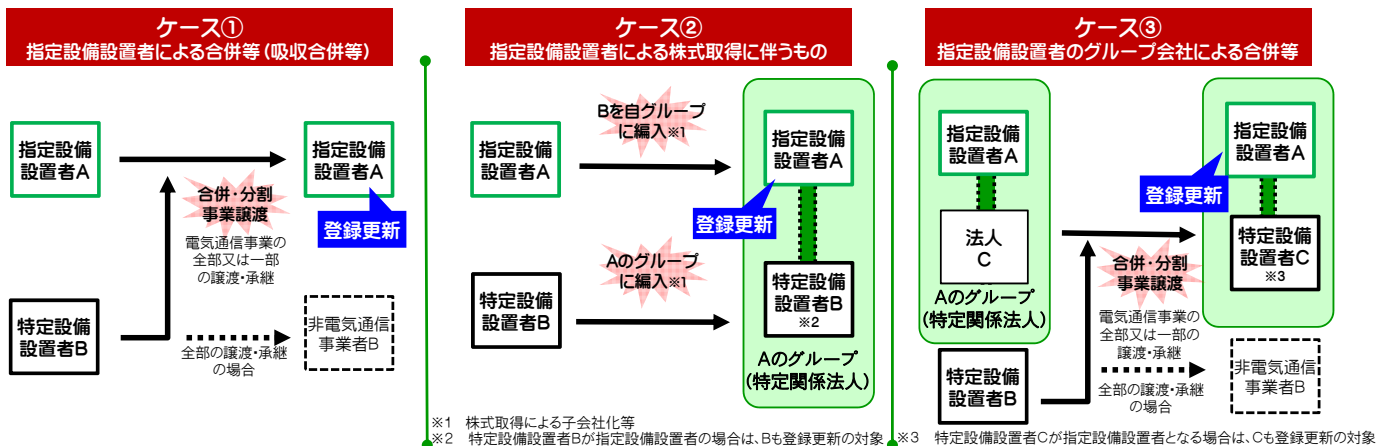 ケース①
指定設備設置者による合併等(吸収合併等)
指定設備
設置者A
指定設備
設置者A
登録更新
合併・分割
事業譲渡
電気通信事業の
全部又は一部
の譲渡・承継
特定設備
設置者B
全部の譲渡・承継
の場合
非電気通信
事業者B
ケース②
指定設備設置者による株式取得に伴うもの
指定設備
設置者A
Bを自グループ
に編入※1
指定設備
設置者A
登録更新
特定設備
設置者B
Aのグループ
に編入※1
特定設備
設置者B
※2
Aのグループ
(特定関係法人)
※1 株式取得による子会社化等
※2 特定設備設置者Bが指定設備設置者の場合は、Bも登録更新の対象
ケース③
指定設備設置者のグループ会社による合併等
指定設備
設置者A
法人
C
Aのグループ
(特定関係法人)
指定設備
設置者A
登録更新
特定設備
設置者C
※3
合併・分割
事業譲渡
電気通信事業の
全部又は一部の
譲渡・承継
特定設備
設置者B
全部の譲渡・承継
の場合
非電気通信
事業者B
※3 特定設備設置者Cが指定設備設置者となる場合は、Cも登録更新の対象